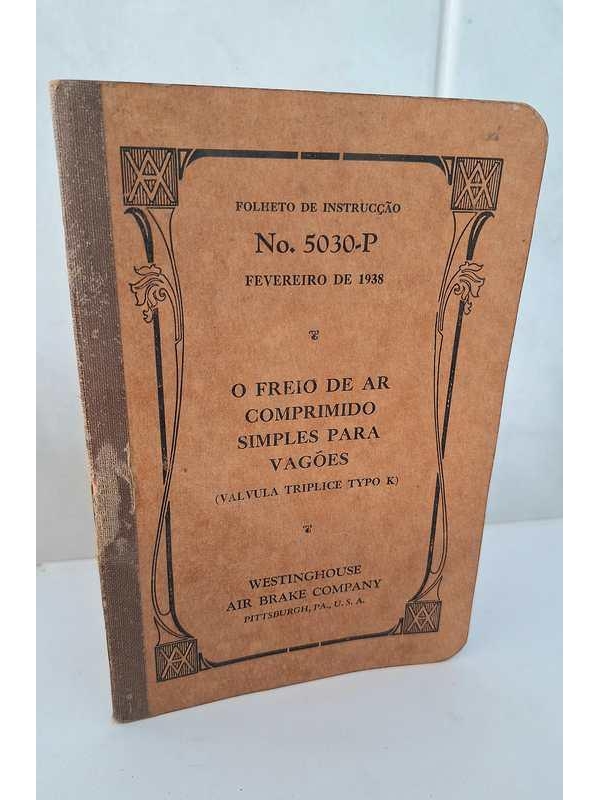 FOLHETO DE INSTRUCÇÃO
No. 5030-P
FEVEREIRO DE 1938
O FREIO DE AR
COMPRIMIDO
SIMPLES PARA
VAGÕES
(VALVULA TRIPLICE TYPO K)
WESTINGHOUSE
AIR BRAKE COMPANY
PITTSBURGH, PA., U. S. A.